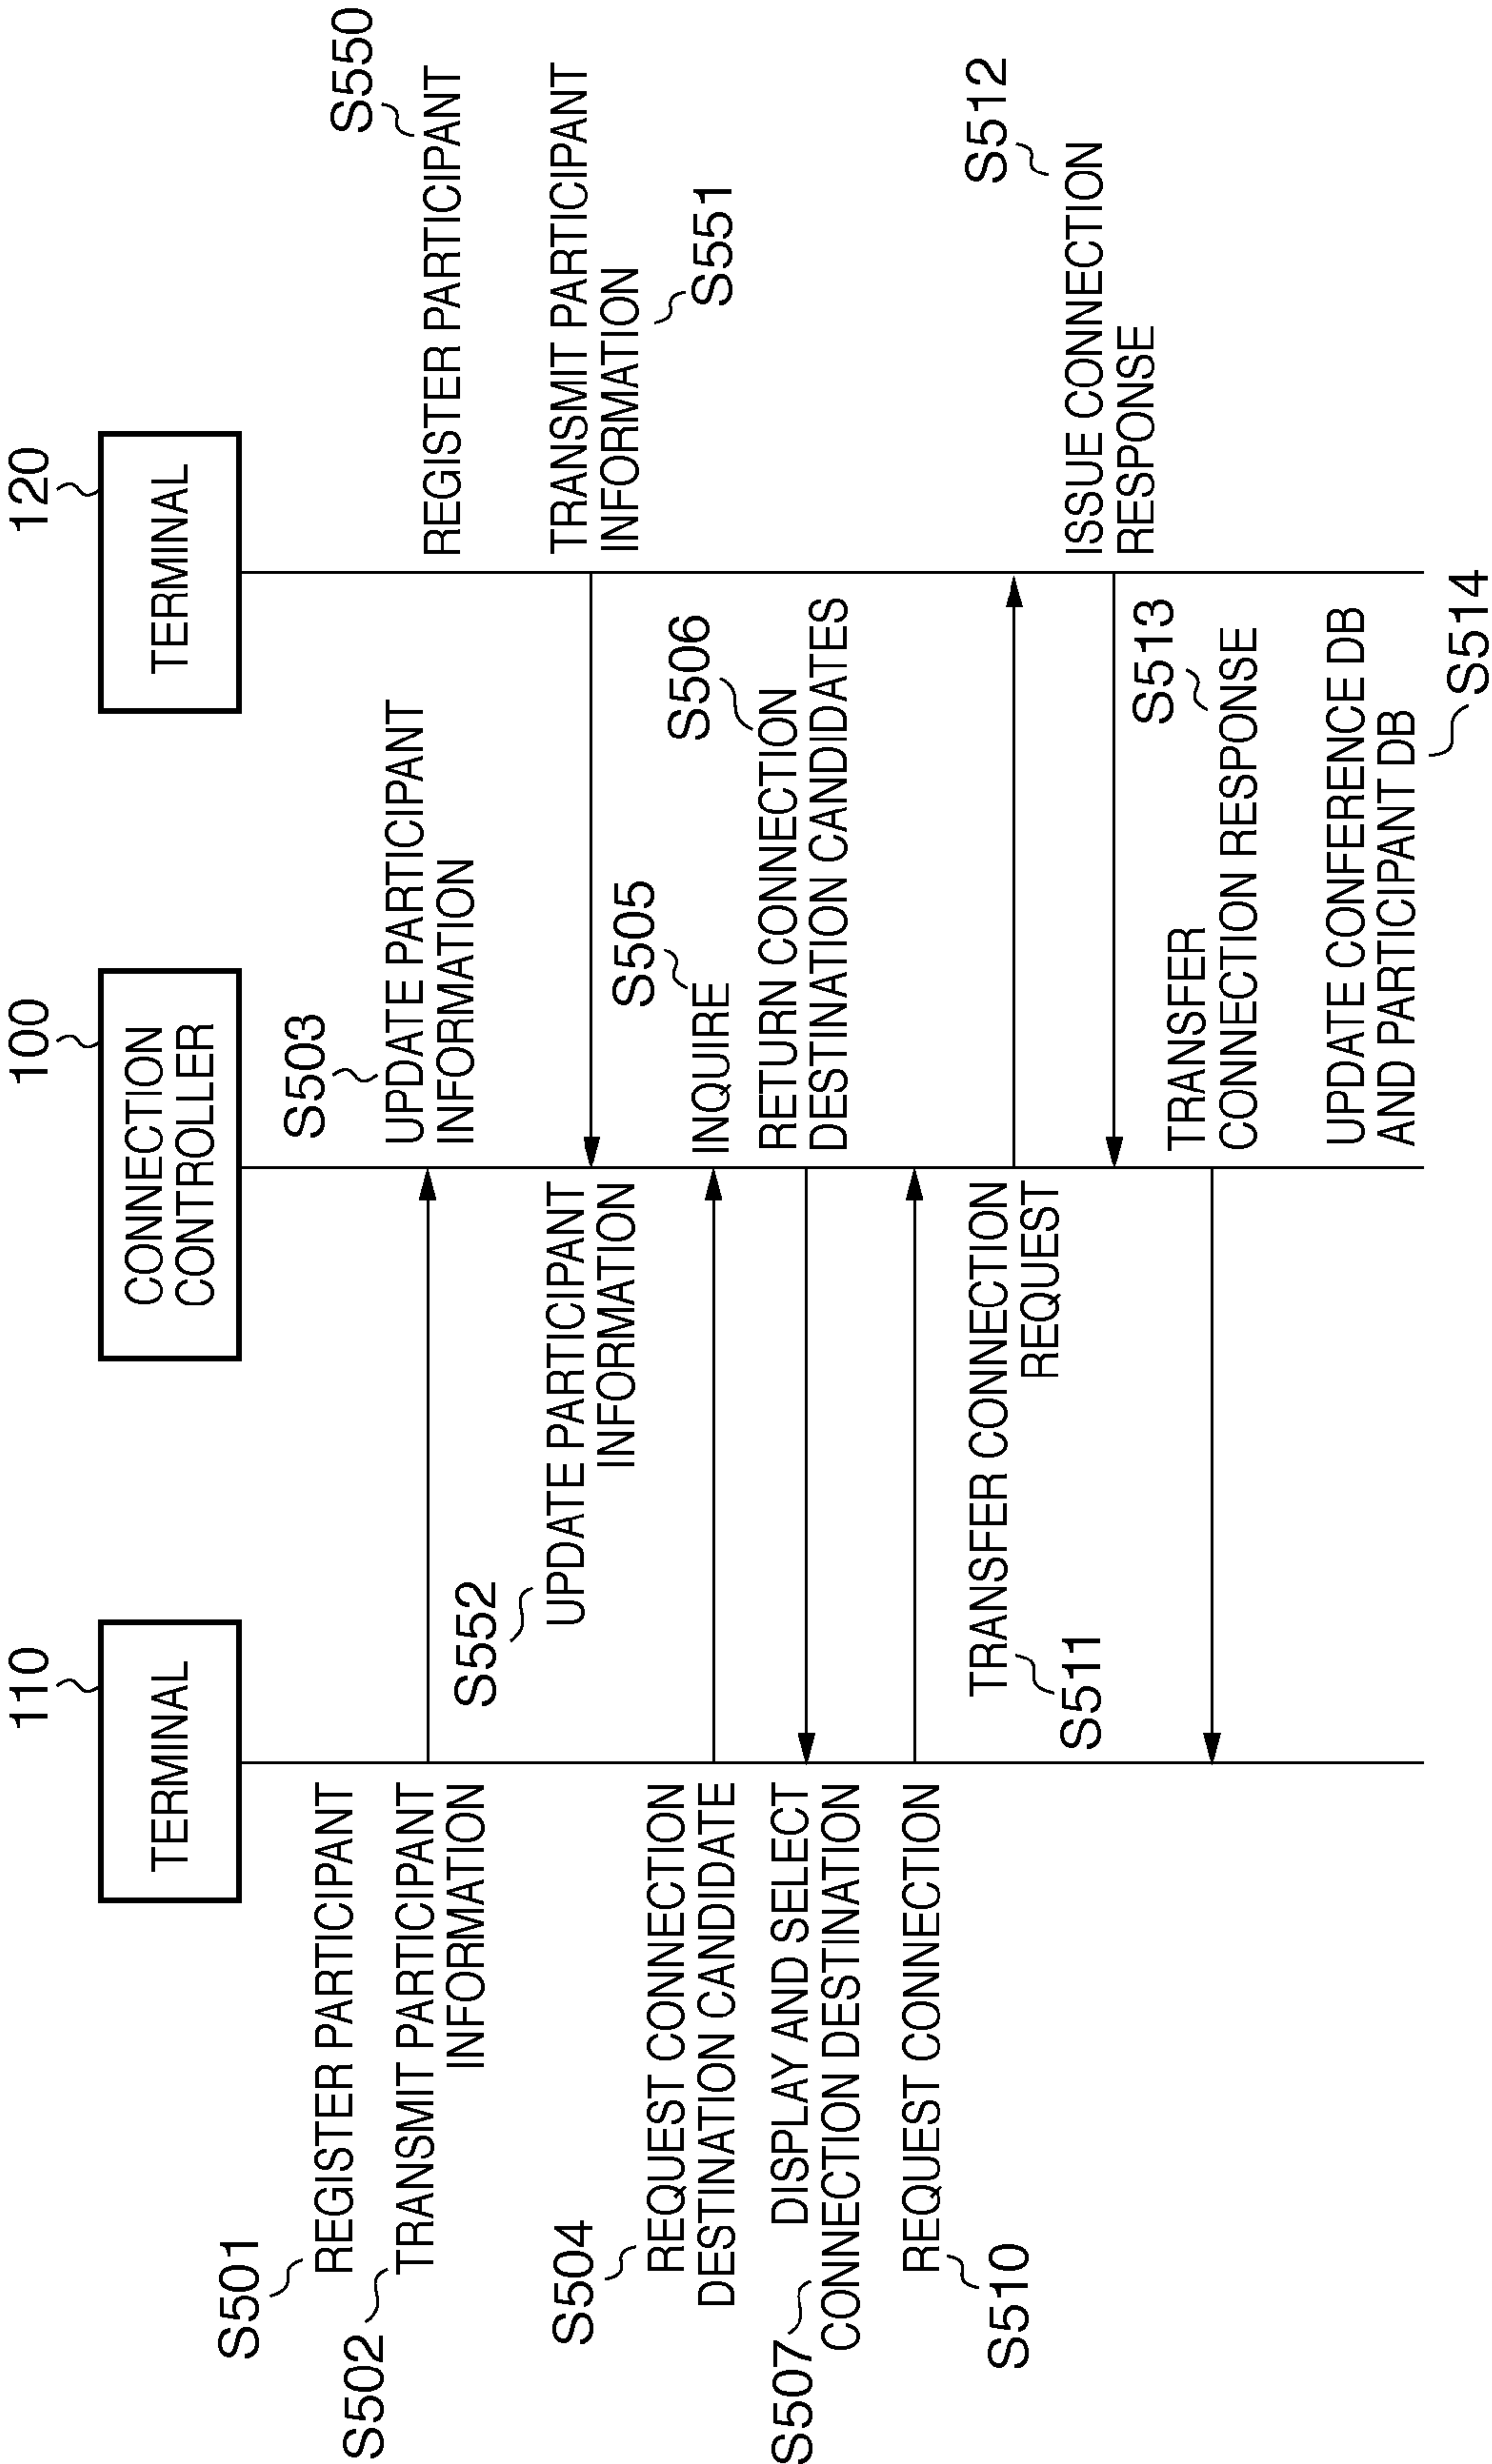 110
TERMINAL
100
CONNECTION
CONTROLLER
120
TERMINAL
S501
REGISTER PARTICIPANT
S502
TRANSMIT PARTICIPANT
INFORMATION
S503
UPDATE PARTICIPANT
INFORMATION
S550
REGISTER PARTICIPANT
TRANSMIT PARTICIPANT
INFORMATION
S551
S552
UPDATE PARTICIPANT
INFORMATION
S504
REQUEST CONNECTION
DESTINATION CANDIDATE
S505
INQUIRE
S506
RETURN CONNECTION
DESTINATION CANDIDATES
DISPLAY AND SELECT
CONNECTION DESTINATION
S507
REQUEST CONNECTION
S510
TRANSFER CONNECTION
REQUEST
S511
S512
ISSUE CONNECTION
RESPONSE
S513
TRANSFER
CONNECTION RESPONSE
UPDATE CONFERENCE DB
AND PARTICIPANT DB
S514